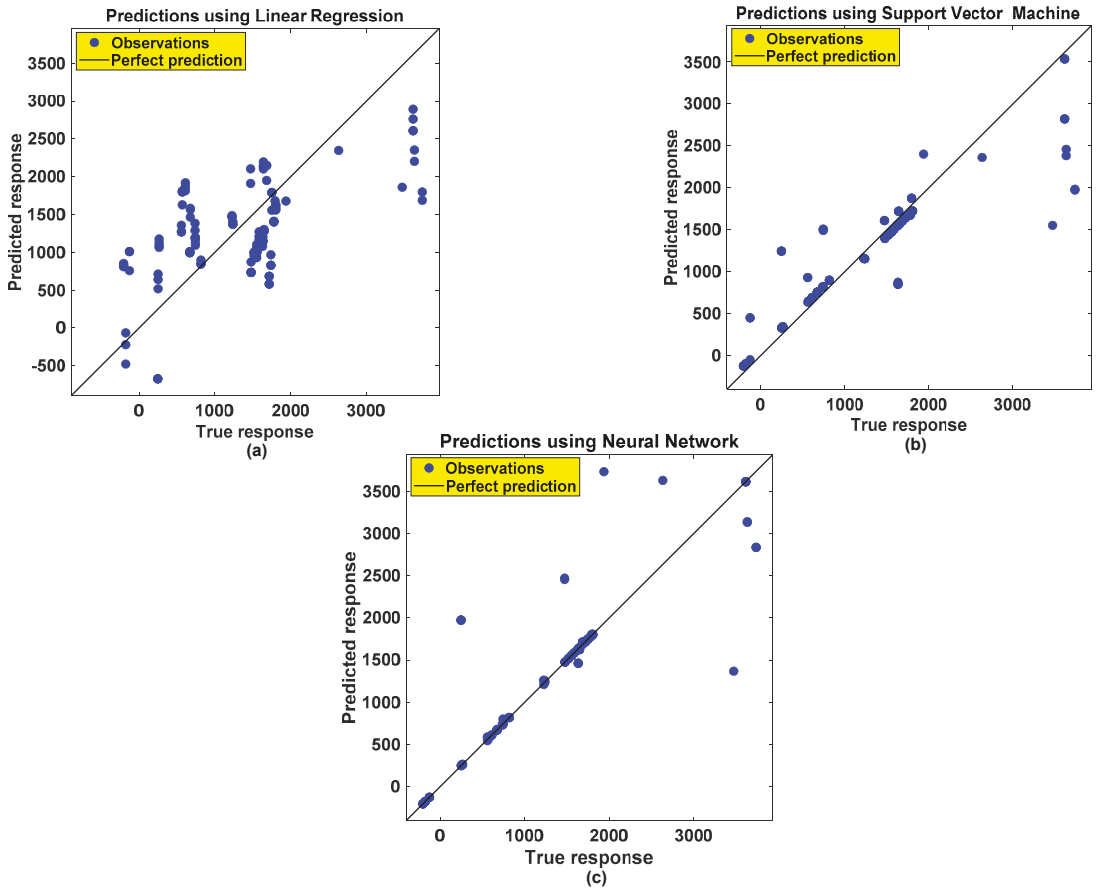 Predictions using Linear Regression
Observations
Perfect prediction
3500
3000
2500
2000
1500
1000
500
0
-500
Predicted response
0 1000 2000 3000
True response
(a)
Predictions using Support Vector Machine
Observations
Perfect prediction
3500
3000
2500
2000
1500
1000
500
0
Predicted response
0 1000 2000 3000
True response
(b)
Predictions using Neural Network
Observations
Perfect prediction
3500
3000
2500
2000
1500
1000
500
0
Predicted response
0 1000 2000 3000
True response
(c)